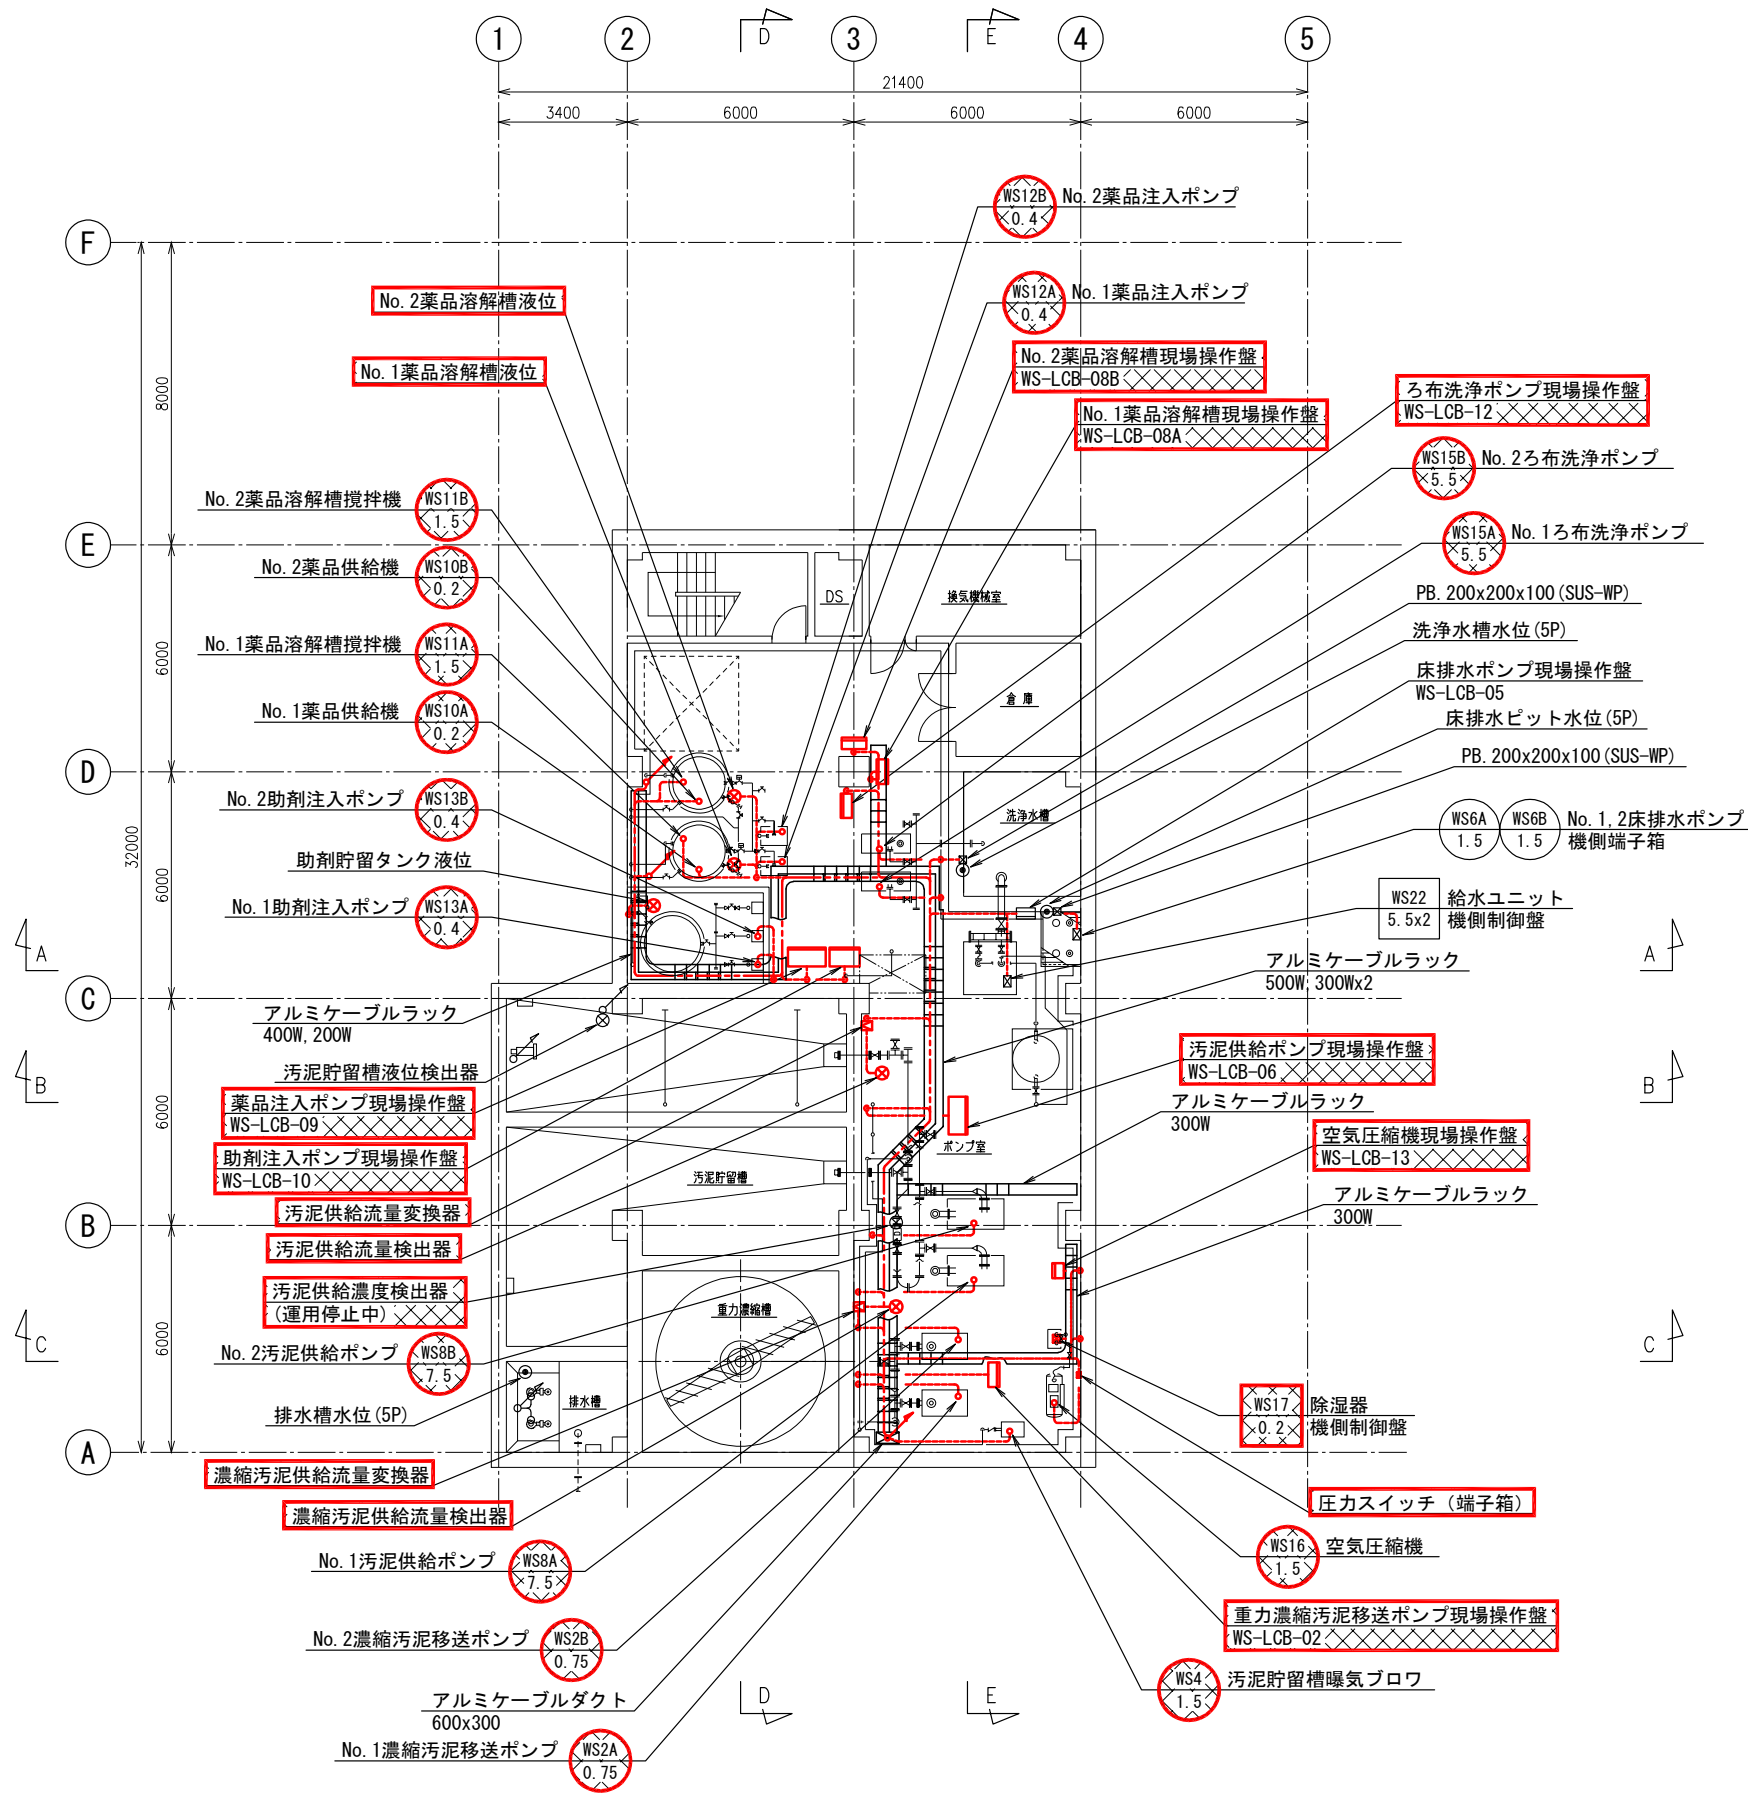 1
2
D
3
E
4
5
21400
3400
6000
6000
6000
WS12B
0.4
No.2薬品注入ポンプ
F
No.2薬品溶解槽液位
WS12A
0.4
No.1薬品注入ポンプ
No.1薬品溶解槽液位
No.2薬品溶解槽現場操作盤
WS-LCB-08B
ろ布洗浄ポンプ現場操作盤
WS-LCB-12
No.1薬品溶解槽現場操作盤
WS-LCB-08A
8000
WS15B
5.5
No.2ろ布洗浄ポンプ
No.2薬品溶解槽撹拌機
WS11B
1.5
WS15A
5.5
No.1ろ布洗浄ポンプ
E
No.2薬品供給機
WS10B
0.2
DS
換気機械室
PB.200x200x100(SUS-WP)
洗浄水槽水位(5P)
No.1薬品溶解槽撹拌機
WS11A
1.5
6000
床排水ポンプ現場操作盤
WS-LCB-05
倉庫
No.1薬品供給機
WS10A
0.2
床排水ピット水位(5P)
D
PB.200x200x100(SUS-WP)
No.2助剤注入ポンプ
WS13B
0.4
洗浄水槽
WS6A
1.5
WS6B
1.5
No.1,2床排水ポンプ
機側端子箱
32000
助剤貯留タンク液位
6000
No.1助剤注入ポンプ
WS13A
0.4
WS22
5.5x2
給水ユニット
機側制御盤
A
A
アルミケーブルラック
500W,300Wx2
C
アルミケーブルラック
400W,200W
汚泥貯留槽液位検出器
汚泥供給ポンプ現場操作盤
WS-LCB-06
B
B
薬品注入ポンプ現場操作盤
WS-LCB-09
アルミケーブルラック
300W
6000
空気圧縮機現場操作盤
WS-LCB-13
ポンプ室
助剤注入ポンプ現場操作盤
WS-LCB-10
汚泥貯留槽
アルミケーブルラック
300W
汚泥供給流量変換器
B
汚泥供給流量検出器
汚泥供給濃度検出器
(運用停止中)
重力濃縮槽
6000
No.2汚泥供給ポンプ
WS8B
7.5
C
C
排水槽
排水槽水位(5P)
WS17
0.2
除湿器
機側制御盤
A
濃縮汚泥供給流量変換器
濃縮汚泥供給流量検出器
圧力スイッチ（端子箱）
No.1汚泥供給ポンプ
WS8A
7.5
WS16
1.5
空気圧縮機
重力濃縮汚泥移送ポンプ現場操作盤
WS-LCB-02
No.2濃縮汚泥移送ポンプ
WS2B
0.75
WS4
1.5
汚泥貯留槽曝気ブロワ
アルミケーブルダクト
600x300
D
E
No.1濃縮汚泥移送ポンプ
WS2A
0.75